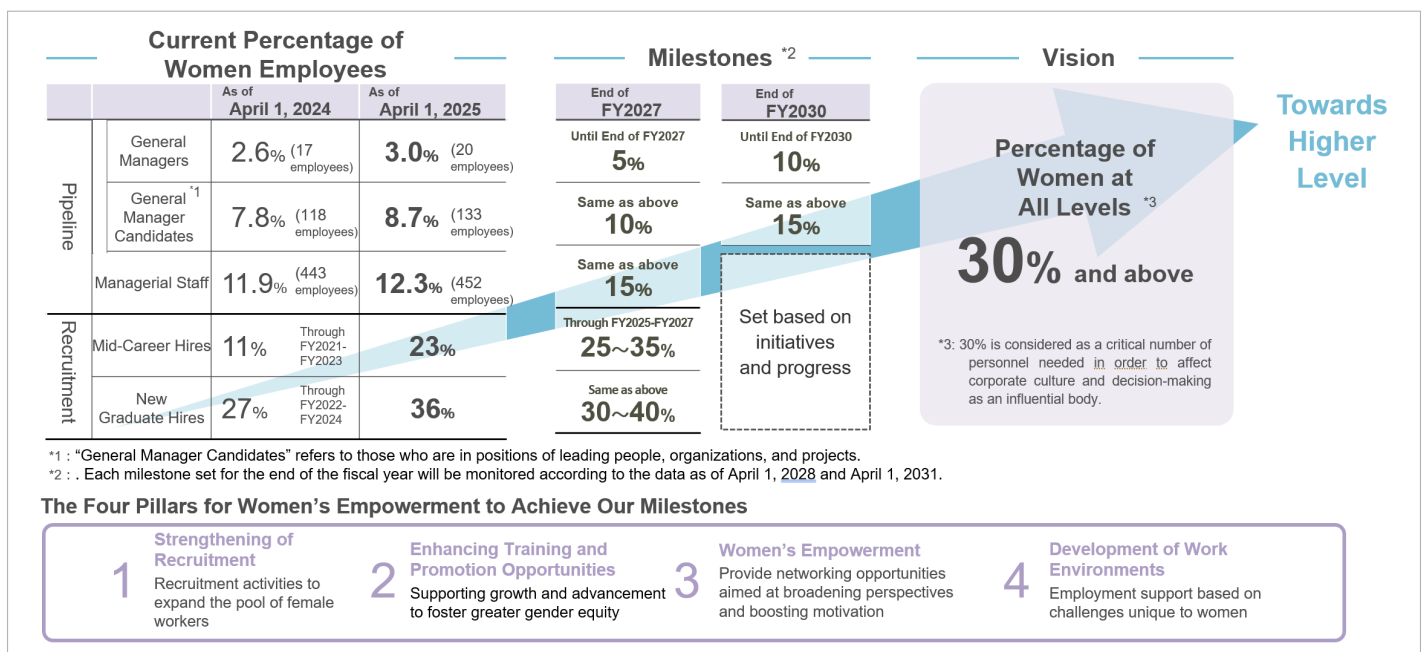 Current Percentage of
Women Employees
Milestones *2
Vision
As of
April 1, 2024
As of
April 1, 2025
End of
FY2027
End of
FY2030
Towards
Higher
Level
Pipeline
General
Managers
2.6% (17
employees)
3.0% (20
employees)
Until End of FY2027
5%
Until End of FY2030
10%
General *1
Manager
Candidates
7.8% (118
employees)
8.7% (133
employees)
Same as above
10%
Same as above
15%
Managerial Staff
11.9% (443
employees)
12.3% (452
employees)
Same as above
15%
Recruitment
Mid-Career Hires
11%
Through
FY2021-
FY2023
23%
Through FY2025-FY2027
25~35%
New
Graduate Hires
27%
Through
FY2022-
FY2024
36%
Same as above
30~40%
Set based on
initiatives
and progress
Percentage of
Women at
All Levels *3
30% and above
*3: 30% is considered as a critical number of
personnel needed in order to affect
corporate culture and decision-making
as an influential body.
*1 : “General Manager Candidates” refers to those who are in positions of leading people, organizations, and projects.
*2 : . Each milestone set for the end of the fiscal year will be monitored according to the data as of April 1, 2028 and April 1, 2031.
The Four Pillars for Women’s Empowerment to Achieve Our Milestones
1
Strengthening of
Recruitment
Recruitment activities to
expand the pool of female
workers
2
Enhancing Training and
Promotion Opportunities
Supporting growth and advancement
to foster greater gender equity
3
Women’s Empowerment
Provide networking opportunities
aimed at broadening perspectives
and boosting motivation
4
Development of Work
Environments
Employment support based on
challenges unique to women